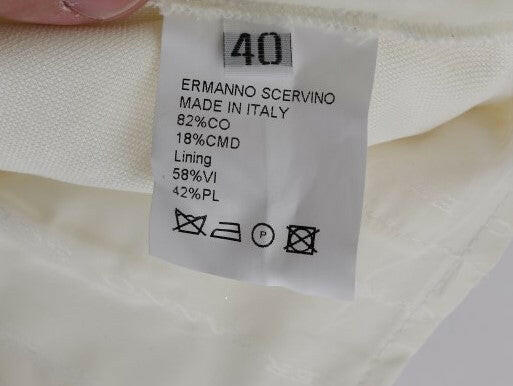 40
ERMANNO SCERVINO
MADE IN ITALY
82%CO
18%CMD
Lining
58%VI
42%PL
P